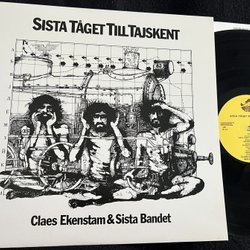 SISTA TÅGET TILL TAJSKENT
Claes Ekenstam & Sista Bandet